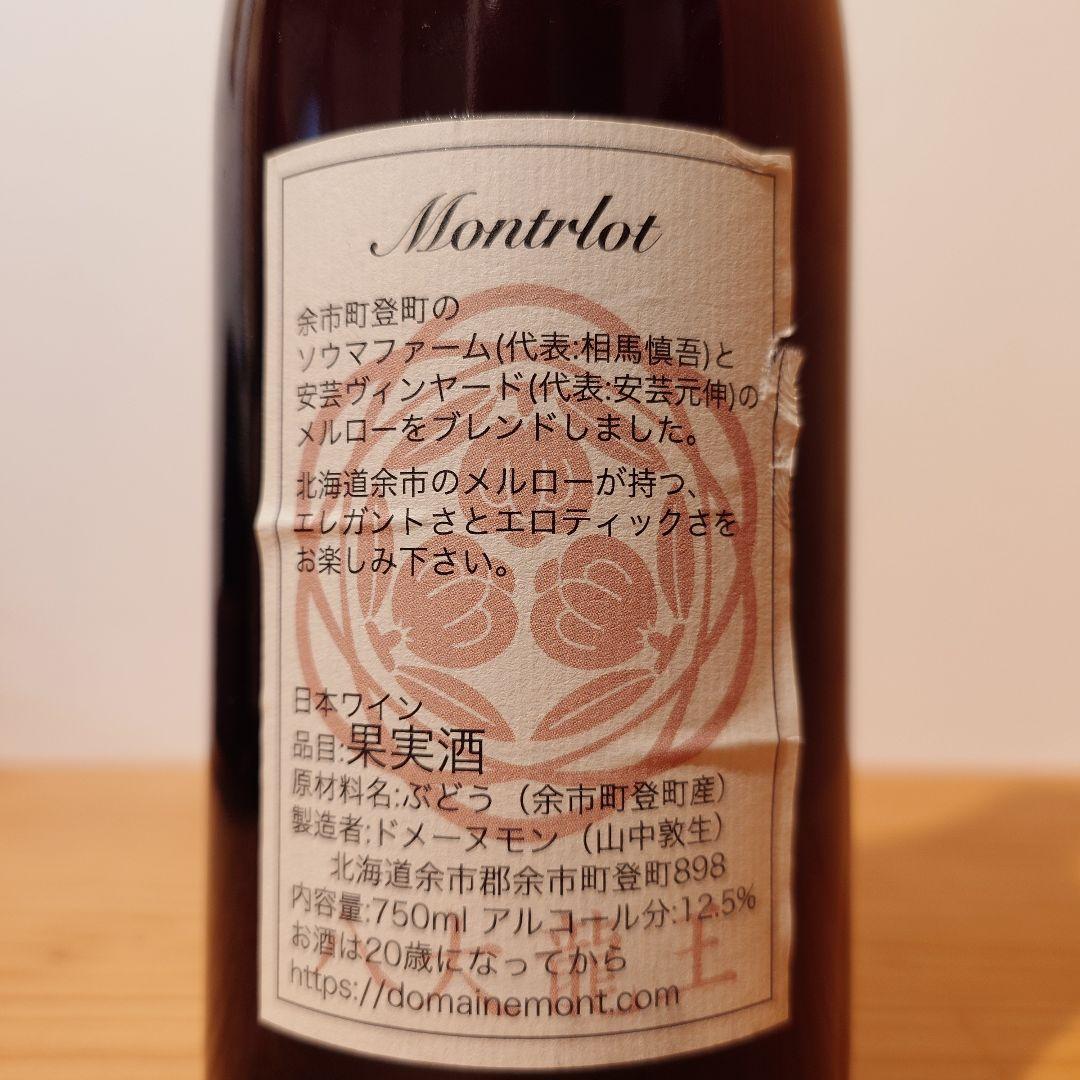 Montrlot
余市町登町の
ソウマファーム(代表:相馬慎吾)と
安芸ヴィンヤード(代表:安芸元伸)の
メルローをブレンドしました。
北海道余市のメルローが持つ、
エレガントさとエロティックさを
お楽しみ下さい。
日本ワイン
品目:果実酒
原材料名:ぶどう（余市町登町産）
製造者:ドメーヌモン（山中敦生）
北海道余市郡余市町登町898
内容量:750ml アルコール分:12.5%
お酒は20歳になってから
https://domainemont.com
八大龍王